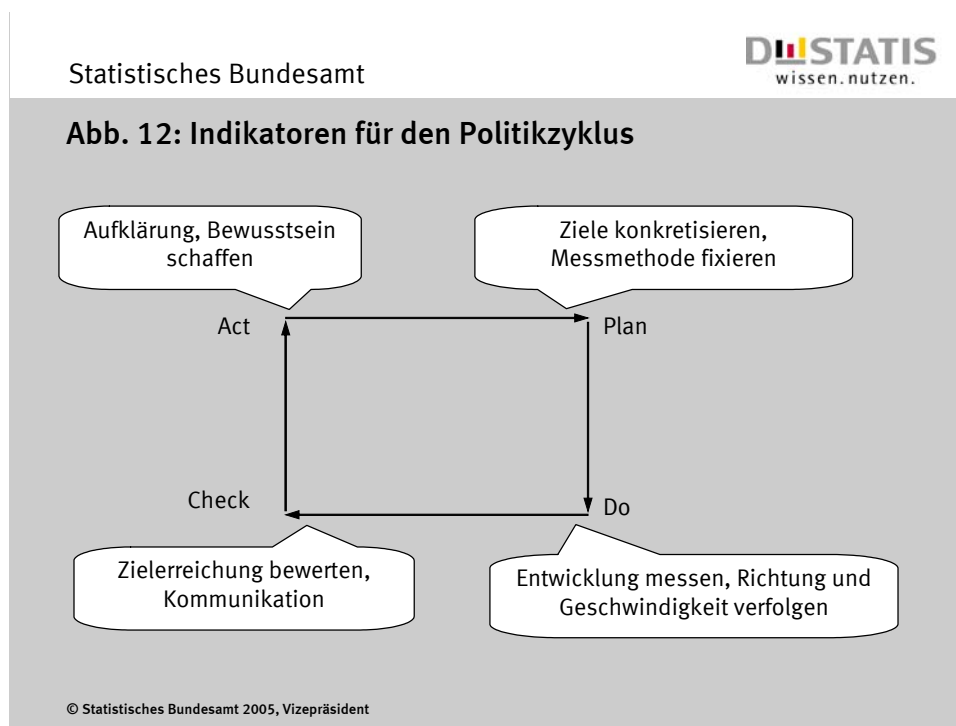 Statistisches Bundesamt
DESTATIS
wissen.nutzen.
Abb. 12: Indikatoren für den Politikzyklus
Aufklärung, Bewusstsein
schaffen
Ziele konkretisieren,
Messmethode fixieren
Act
Plan
Check
Do
Zielerreichung bewerten,
Kommunikation
Entwicklung messen, Richtung und
Geschwindigkeit verfolgen
© Statistisches Bundesamt 2005, Vizepräsident